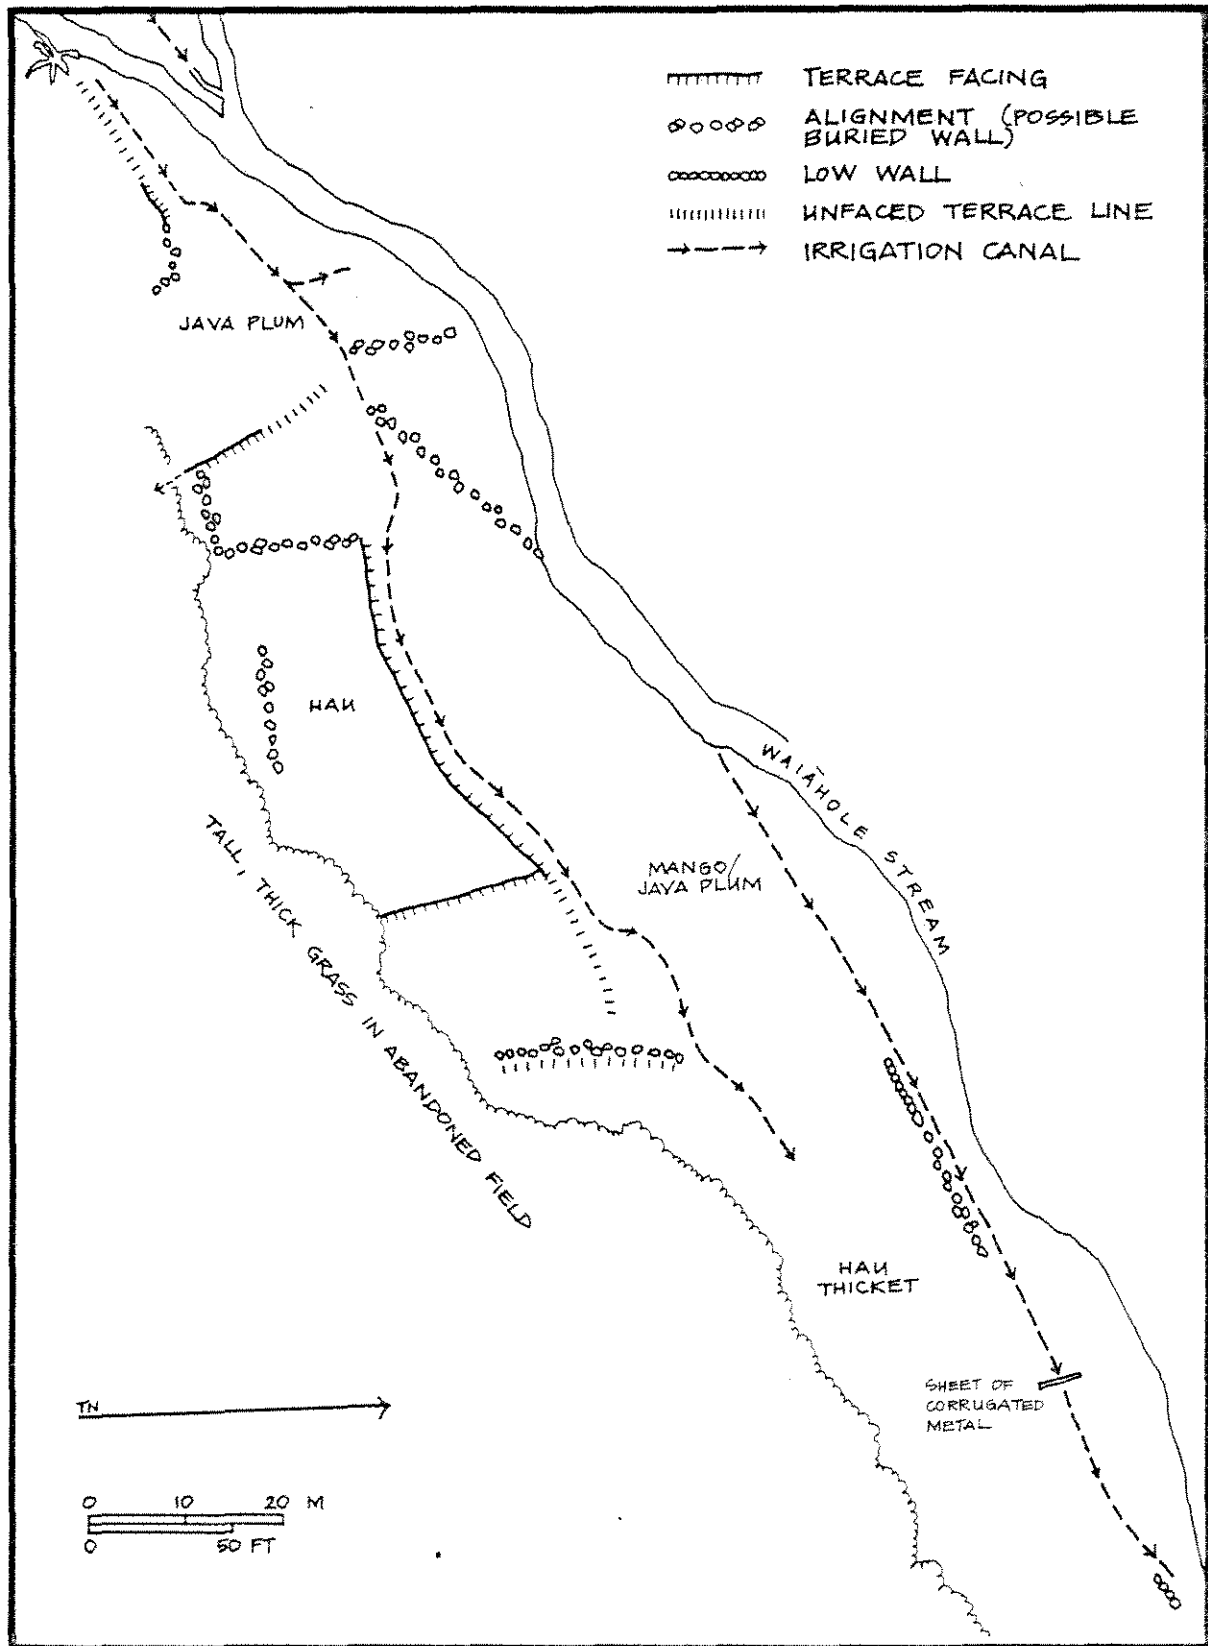 TERRACE FACING
ALIGNMENT (POSSIBLE
BURIED WALL)
LOW WALL
UNFACED TERRACE LINE
IRRIGATION CANAL
JAVA PLUM
HAU
WAIĀHOLE STREAM
MANGO/
JAVA PLUM
TALL, THICK GRASS IN ABANDONED FIELD
HAU
THICKET
SHEET OF
CORRUGATED
METAL
TN
0 10 20 M
0 50 FT